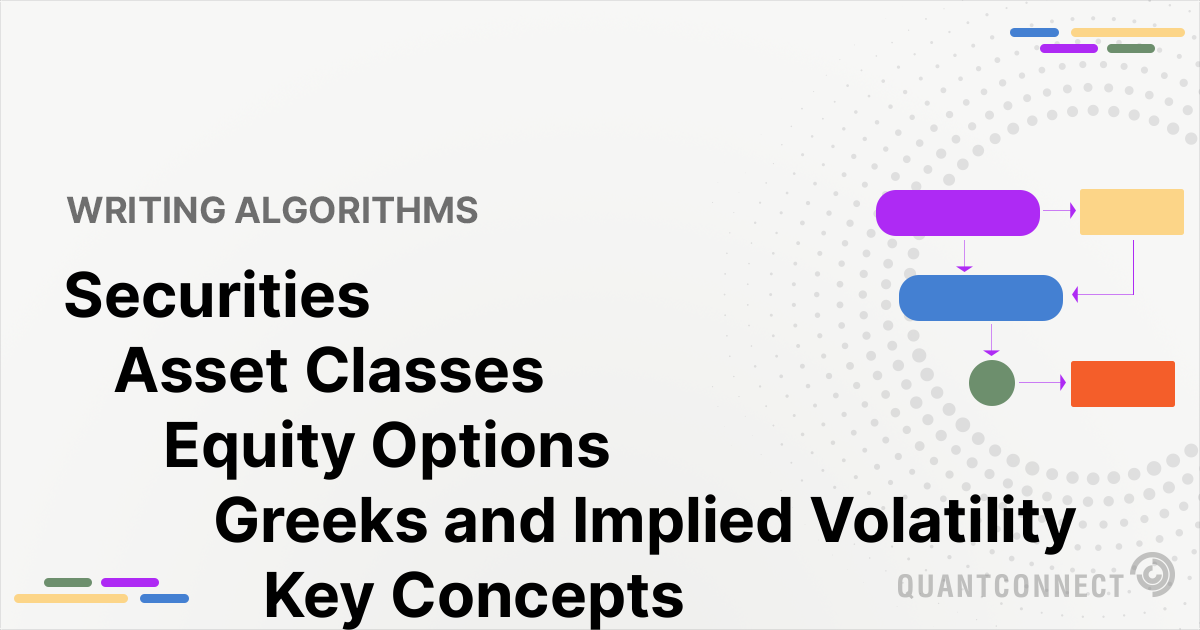 WRITING ALGORITHMS
Securities
Asset Classes
Equity Options
Greeks and Implied Volatility
Key Concepts
QUANTCONNECT